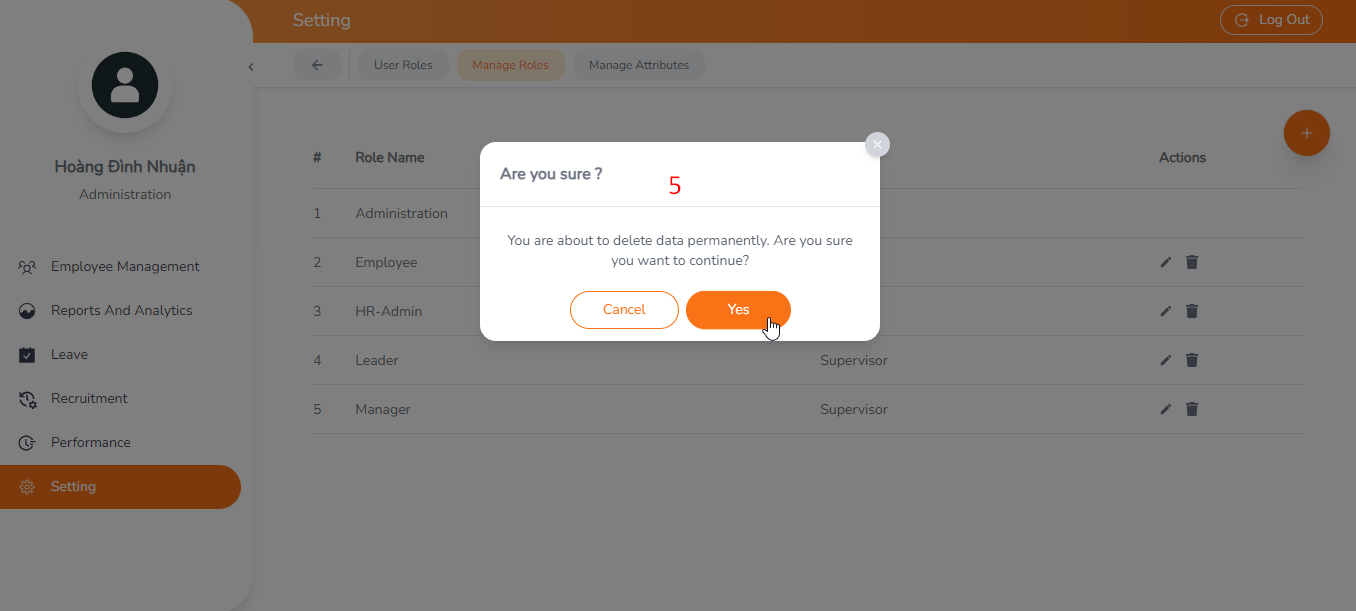 Setting
Log Out
User Roles
Manage Roles
Manage Attributes
Hoàng Đình Nhuận
Administration
Employee Management
Reports And Analytics
Leave
Recruitment
Performance
Setting
# Role Name Actions
1 Administration
2 Employee
3 HR-Admin
4 Leader Supervisor
5 Manager Supervisor
Are you sure ?
5
You are about to delete data permanently. Are you sure
you want to continue?
Cancel
Yes